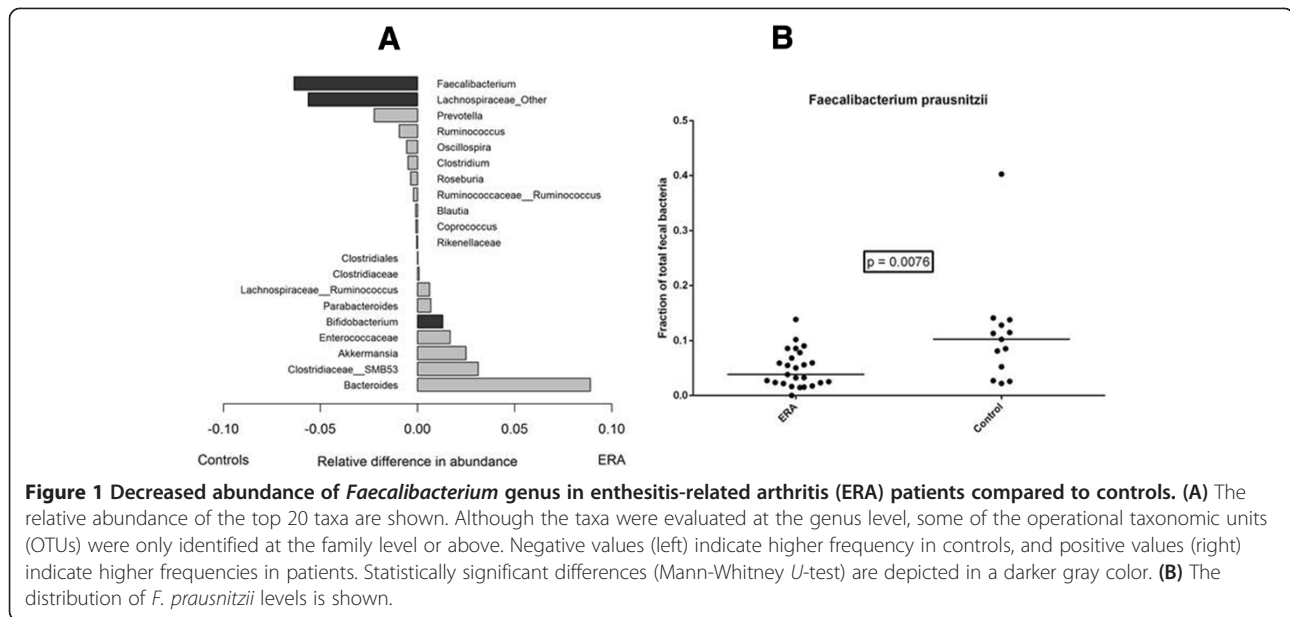 A
Faecalibacterium
Lachnospiraceae_Other
Prevotella
Ruminococcus
Oscillospira
Clostridium
Roseburia
Ruminococcaceae__Ruminococcus
Blautia
Coprococcus
Rikenellaceae
Clostridiales
Clostridiaceae
Lachnospiraceae__Ruminococcus
Parabacteroides
Bifidobacterium
Enterococcaceae
Akkermansia
Clostridiaceae__SMB53
Bacteroides
-0.10 -0.05 0.00 0.05 0.10
Controls Relative difference in abundance ERA
B
Faecalibacterium prausnitzii
Fraction of total fecal bacteria
0.5
0.4
0.3
0.2
0.1
0.0
p = 0.0076
ERA
Control
Figure 1 Decreased abundance of Faecalibacterium genus in enthesitis-related arthritis (ERA) patients compared to controls. (A) The
relative abundance of the top 20 taxa are shown. Although the taxa were evaluated at the genus level, some of the operational taxonomic units
(OTUs) were only identified at the family level or above. Negative values (left) indicate higher frequency in controls, and positive values (right)
indicate higher frequencies in patients. Statistically significant differences (Mann-Whitney U-test) are depicted in a darker gray color. (B) The
distribution of F. prausnitzii levels is shown.